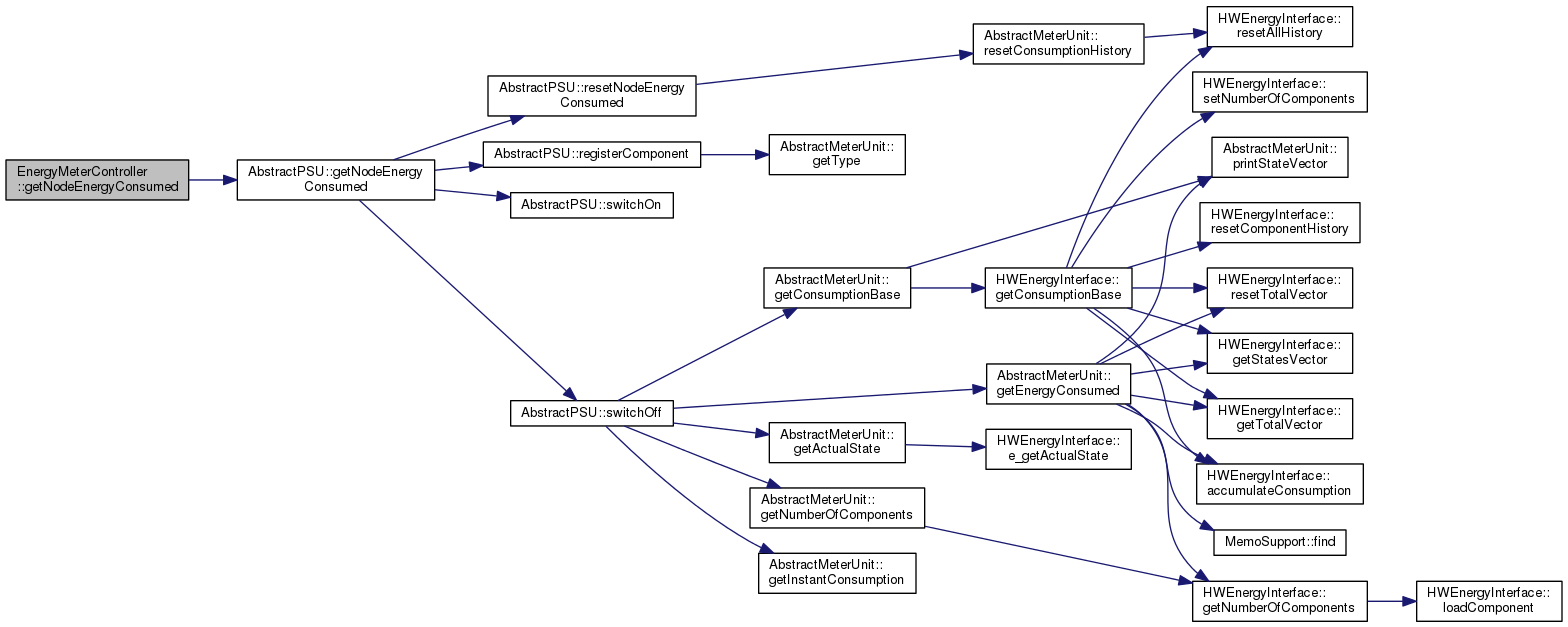 EnergyMeterController
::getNodeEnergyConsumed
AbstractPSU::getNodeEnergy
Consumed
AbstractPSU::resetNodeEnergy
Consumed
AbstractPSU::registerComponent
AbstractPSU::switchOn
AbstractPSU::switchOff
AbstractMeterUnit::
getType
AbstractMeterUnit::
getConsumptionBase
AbstractMeterUnit::
getActualState
AbstractMeterUnit::
getNumberOfComponents
AbstractMeterUnit::
getInstantConsumption
AbstractMeterUnit::
resetConsumptionHistory
HWEnergyInterface::
getConsumptionBase
AbstractMeterUnit::
getEnergyConsumed
HWEnergyInterface::
e_getActualState
HWEnergyInterface::
resetAllHistory
HWEnergyInterface::
setNumberOfComponents
AbstractMeterUnit::
printStateVector
HWEnergyInterface::
resetComponentHistory
HWEnergyInterface::
resetTotalVector
HWEnergyInterface::
getStatesVector
HWEnergyInterface::
getTotalVector
HWEnergyInterface::
accumulateConsumption
MemoSupport::find
HWEnergyInterface::
getNumberOfComponents
HWEnergyInterface::
loadComponent